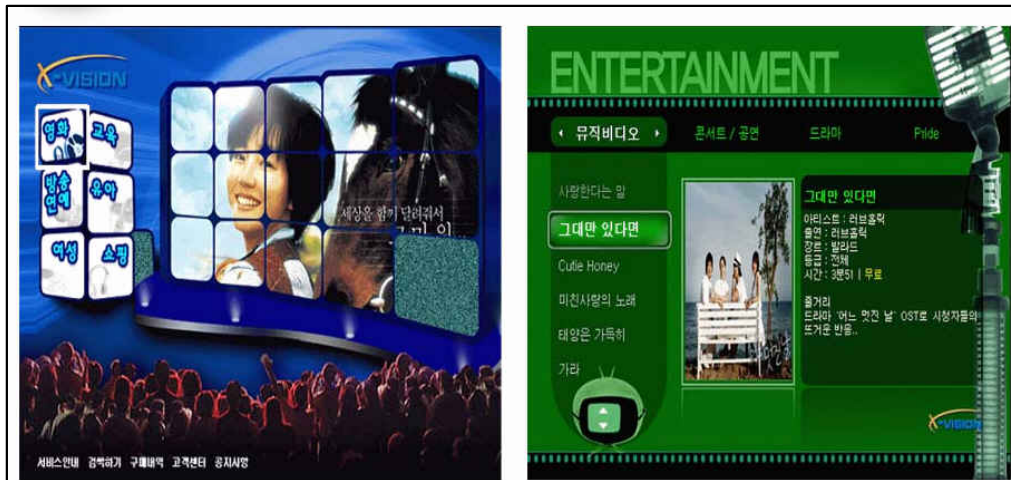 X-VISION
영화 교육
방송
연예 유아
여성 쇼핑
세상을 함께 달려줘서
고마워
서비스안내 검색하기 구매내역 고객센터 공지사항
ENTERTAINMENT
뮤직비디오 콘서트 / 공연 드라마 Pride
사랑한다는 말
그대만 있다면
Cutie Honey
미친사랑의 노래
태양은 가득히
가라
그대만 있다면
아티스트 : 러브홀릭
출연 : 러브홀릭
장르 : 발라드
등급 : 전체
시간 : 3분51 | 무료
줄거리
드라마 '어느 멋진 날' OST로 시청자들의
뜨거운 반응..
X-VISION